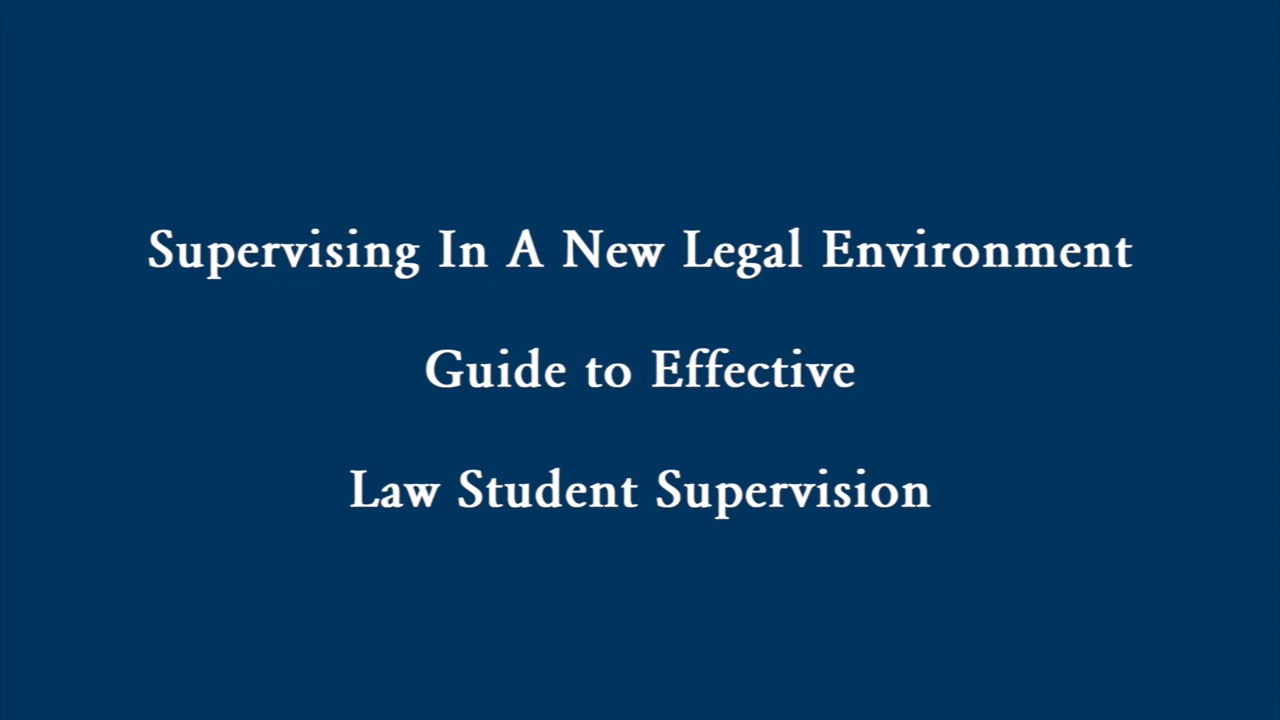 Supervising In A New Legal Environment
Guide to Effective
Law Student Supervision